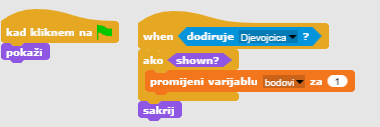 kad kliknem na
pokaži
when dodiruje Djevojcica ?
ako shown?
promijeni varijablu bodovi za 1
sakrij